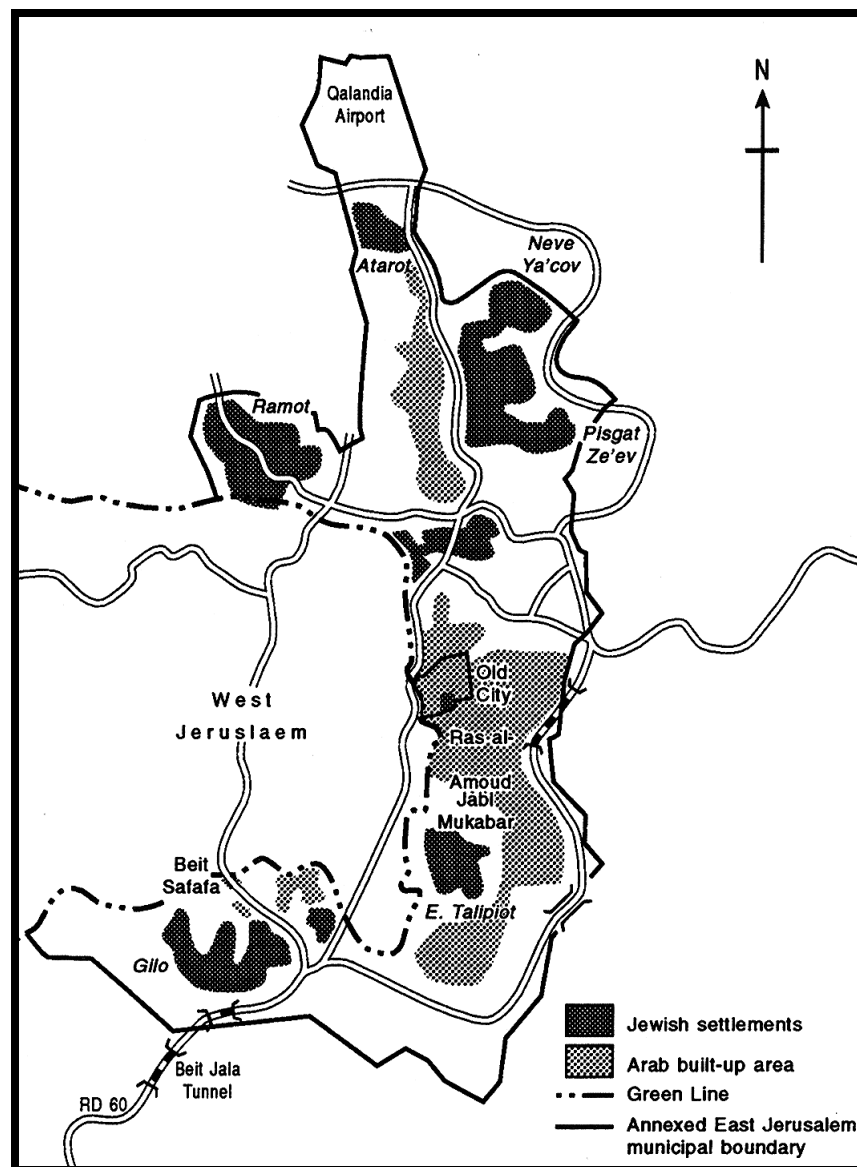 Qalandia
Airport
N
Neve
Ya'cov
Atarot
Ramot
Pisgat
Ze'ev
Old
City
West
Jeruslaem
Ras al-
Amoud
Jabl
Mukabar
Beit
Safafa
E. Talipiot
Gilo
Beit Jala
Tunnel
RD 60
Jewish settlements
Arab built-up area
Green Line
Annexed East Jerusalem
municipal boundary